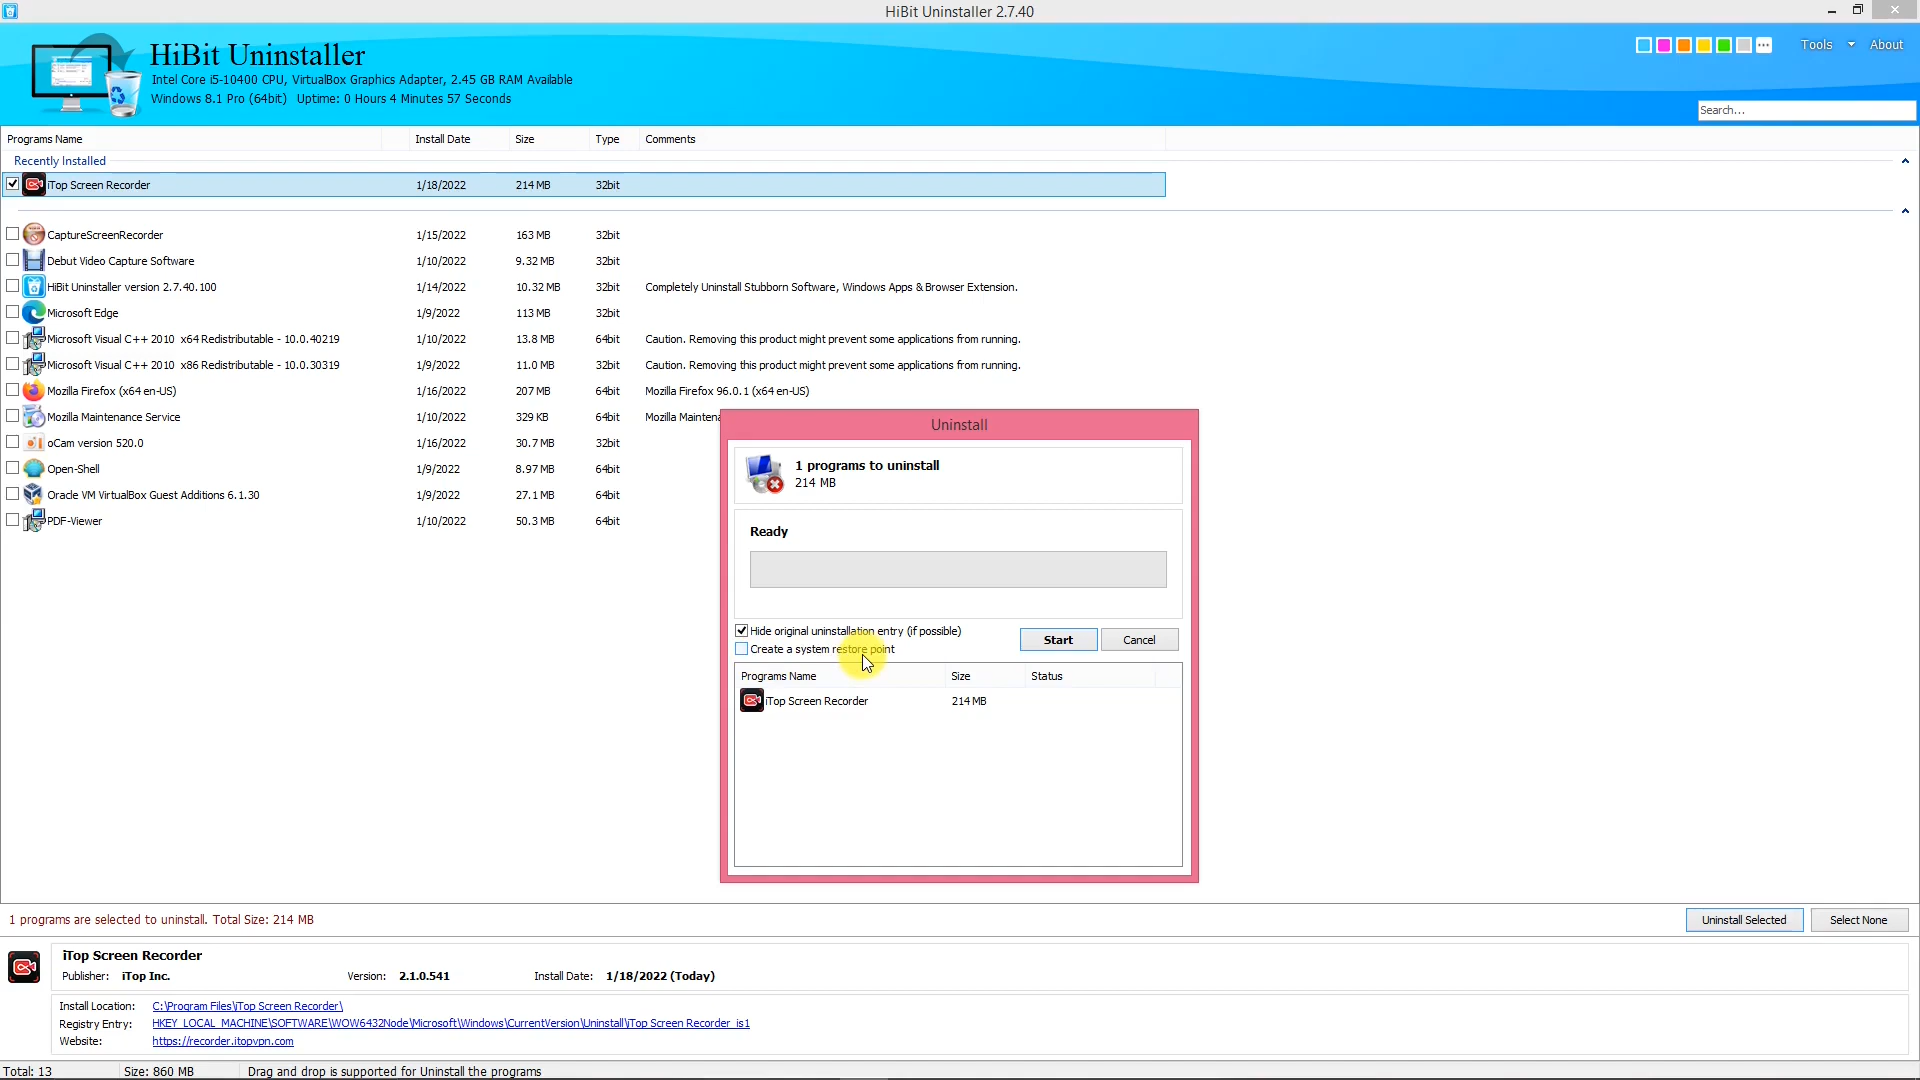 HiBit Uninstaller 2.7.40
HiBit Uninstaller
Intel Core i5-10400 CPU, VirtualBox Graphics Adapter, 2.45 GB RAM Available
Windows 8.1 Pro (64bit) Uptime: 0 Hours 4 Minutes 57 Seconds
Tools About
Search...
Programs Name Install Date Size Type Comments
Recently Installed
iTop Screen Recorder 1/18/2022 214 MB 32bit
CaptureScreenRecorder 1/15/2022 163 MB 32bit
Debut Video Capture Software 1/10/2022 9.32 MB 32bit
HiBit Uninstaller version 2.7.40.100 1/14/2022 10.32 MB 32bit Completely Uninstall Stubborn Software, Windows Apps & Browser Extension.
Microsoft Edge 1/9/2022 113 MB 32bit
Microsoft Visual C++ 2010 x64 Redistributable - 10.0.40219 1/10/2022 13.8 MB 64bit Caution. Removing this product might prevent some applications from running.
Microsoft Visual C++ 2010 x86 Redistributable - 10.0.30319 1/9/2022 11.0 MB 32bit Caution. Removing this product might prevent some applications from running.
Mozilla Firefox (x64 en-US) 1/16/2022 207 MB 64bit Mozilla Firefox 96.0.1 (x64 en-US)
Mozilla Maintenance Service 1/10/2022 329 KB 64bit Mozilla Maintena
oCam version 520.0 1/16/2022 30.7 MB 32bit
Open-Shell 1/9/2022 8.97 MB 64bit
Oracle VM VirtualBox Guest Additions 6.1.30 1/9/2022 27.1 MB 64bit
PDF-Viewer 1/10/2022 50.3 MB 64bit
Uninstall
1 programs to uninstall
214 MB
Ready
Hide original uninstallation entry (if possible)
Create a system restore point
Start Cancel
Programs Name Size Status
iTop Screen Recorder 214 MB
1 programs are selected to uninstall. Total Size: 214 MB
Uninstall Selected Select None
iTop Screen Recorder
Publisher: iTop Inc. Version: 2.1.0.541 Install Date: 1/18/2022 (Today)
Install Location: C:\Program Files\iTop Screen Recorder\
Registry Entry: HKEY_LOCAL_MACHINE\SOFTWARE\WOW6432Node\Microsoft\Windows\CurrentVersion\Uninstall\iTop Screen Recorder_is1
Website: https://recorder.itopvpn.com
Total: 13 Size: 860 MB Drag and drop is supported for Uninstall the programs